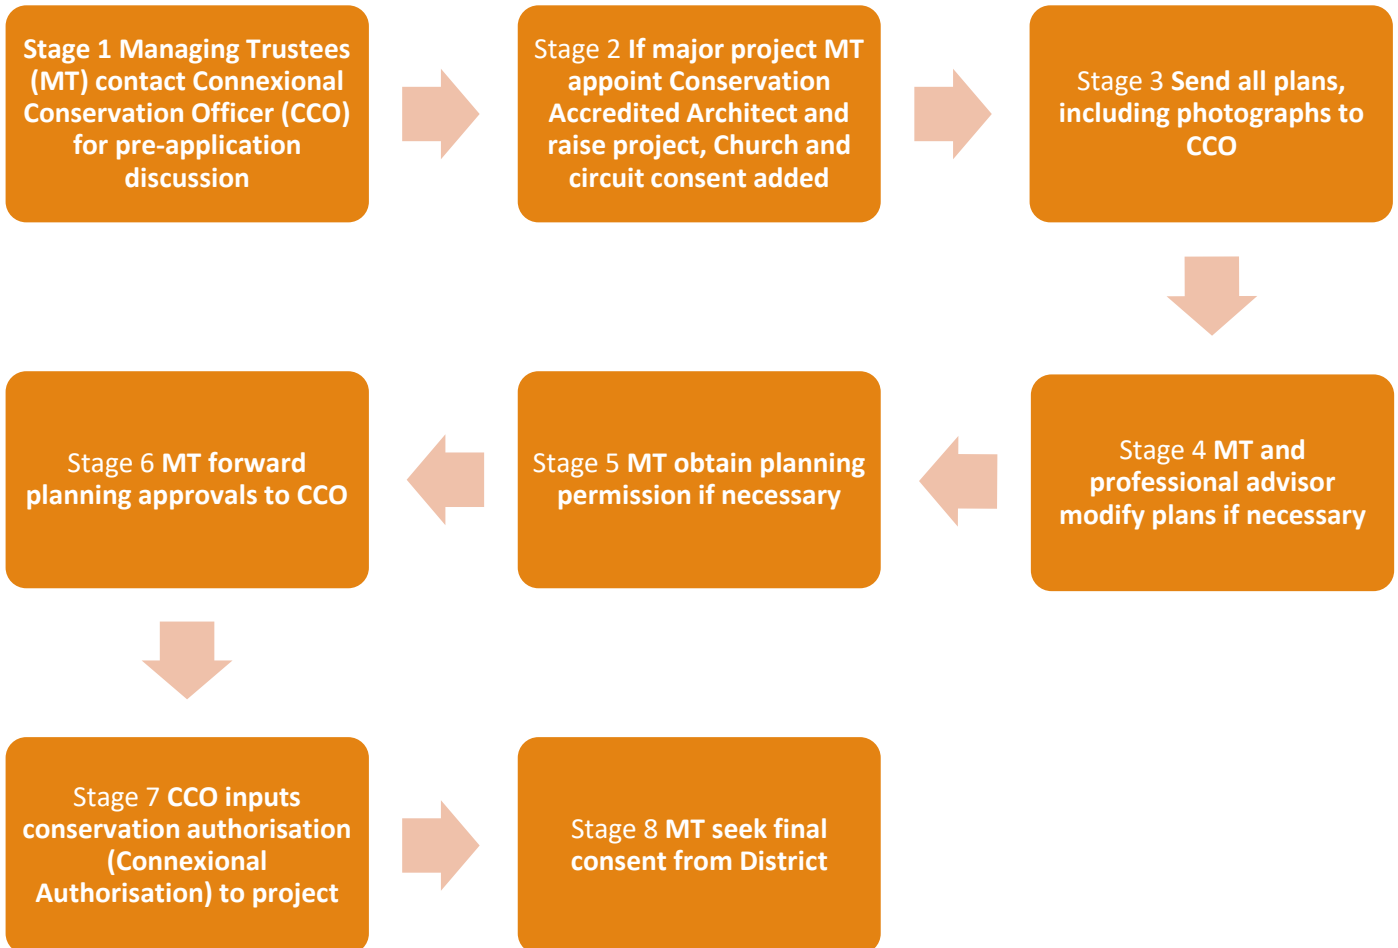 Stage 1 Managing Trustees
(MT) contact Connexional
Conservation Officer (CCO)
for pre-application
discussion
Stage 2 If major project MT
appoint Conservation
Accredited Architect and
raise project, Church and
circuit consent added
Stage 3 Send all plans,
including photographs to
CCO
Stage 4 MT and
professional advisor
modify plans if necessary
Stage 5 MT obtain planning
permission if necessary
Stage 6 MT forward
planning approvals to CCO
Stage 7 CCO inputs
conservation authorisation
(Connexional
Authorisation) to project
Stage 8 MT seek final
consent from District